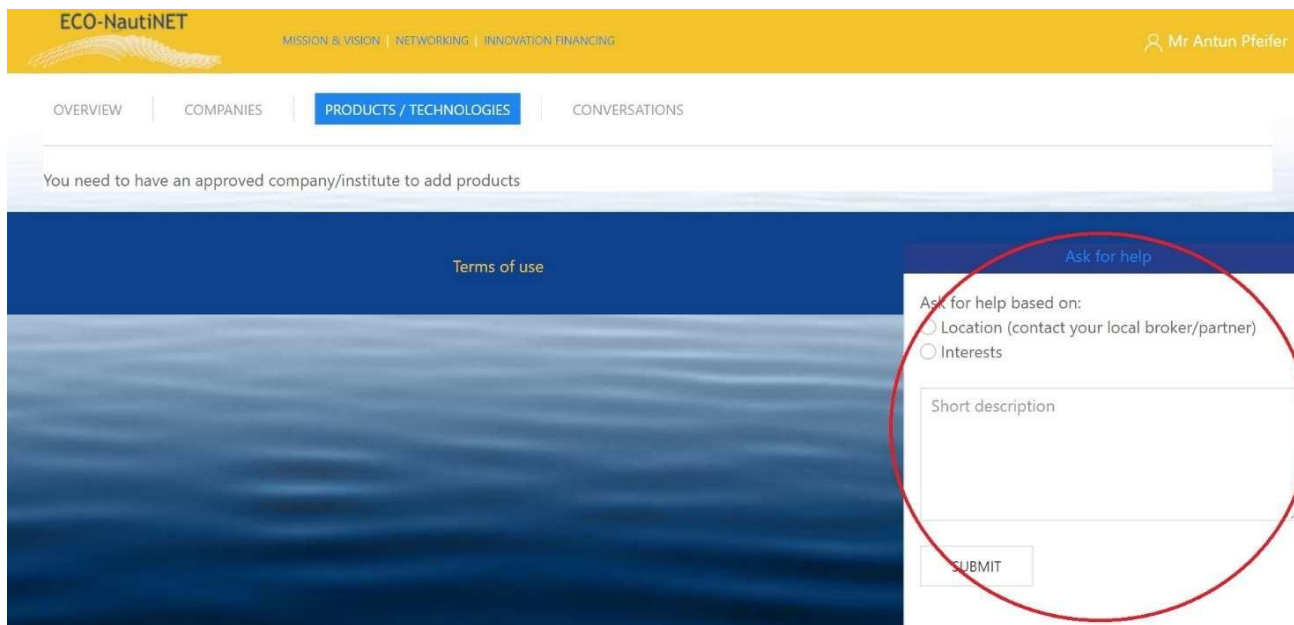 ECO-NautiNET
MISSION & VISION | NETWORKING | INNOVATION FINANCING
Mr Antun Pfeifer
OVERVIEW
COMPANIES
PRODUCTS / TECHNOLOGIES
CONVERSATIONS
You need to have an approved company/institute to add products
Terms of use
Ask for help
Ask for help based on:
Location (contact your local broker/partner)
Interests
Short description
SUBMIT